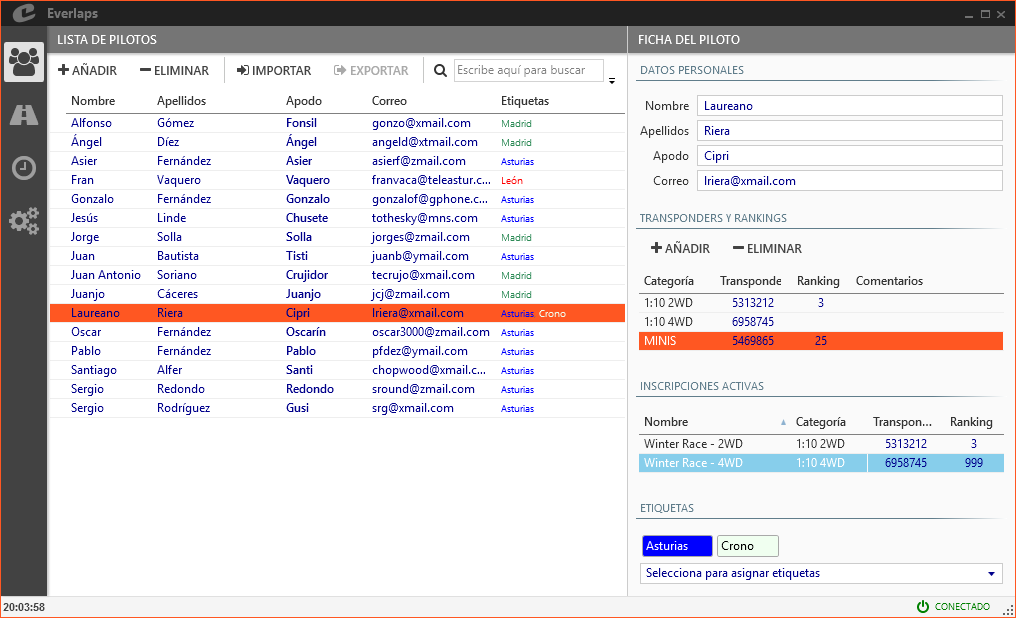 Everlaps
LISTA DE PILOTOS
AÑADIR ELIMINAR IMPORTAR EXPORTAR Escribe aquí para buscar
Nombre Apellidos Apodo Correo Etiquetas
Alfonso Gómez Fonsil gonzo@xmail.com Madrid
Ángel Díez Ángel angeld@xtmail.com Madrid
Asier Fernández Asier asierf@zmail.com Asturias
Fran Vaquero Vaquero franvaca@teleastur.c... León
Gonzalo Fernández Gonzalo gonzalof@gphone.c... Asturias
Jesús Linde Chusete tothesky@mns.com Asturias
Jorge Solla Solla jorges@zmail.com Madrid
Juan Bautista Tisti juanb@ymail.com Asturias
Juan Antonio Soriano Crujidor tecrujo@xmail.com Madrid
Juanjo Cáceres Juanjo jcj@zmail.com Madrid
Laureano Riera Cipri lriera@xmail.com Asturias Crono
Oscar Fernández Oscarín oscar3000@zmail.com Asturias
Pablo Fernández Pablo pfdez@ymail.com Asturias
Santiago Alfer Santi chopwood@xmail.c... Asturias
Sergio Redondo Redondo sround@zmail.com Asturias
Sergio Rodríguez Gusi srg@xmail.com Asturias
FICHA DEL PILOTO
DATOS PERSONALES
Nombre Laureano
Apellidos Riera
Apodo Cipri
Correo lriera@xmail.com
TRANSPONDERS Y RANKINGS
AÑADIR ELIMINAR
Categoría Transponde Ranking Comentarios
1:10 2WD 5313212 3
1:10 4WD 6958745
MINIS 5469865 25
INSCRIPCIONES ACTIVAS
Nombre Categoría Transpon... Ranking
Winter Race - 2WD 1:10 2WD 5313212 3
Winter Race - 4WD 1:10 4WD 6958745 999
ETIQUETAS
Asturias Crono
Selecciona para asignar etiquetas
20:03:58 CONECTADO